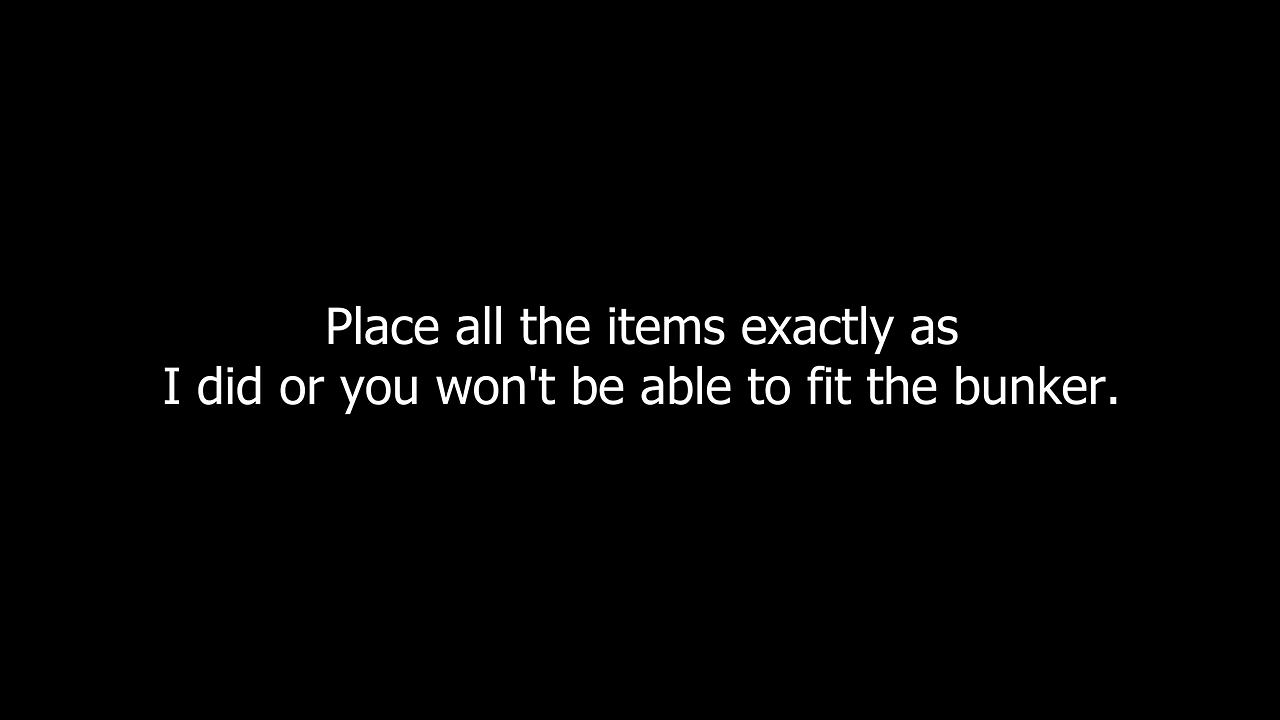 Place all the items exactly as
I did or you won't be able to fit the bunker.